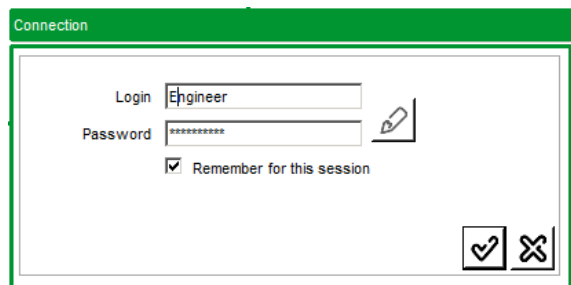 Connection
Login Engineer
Password **********
Remember for this session